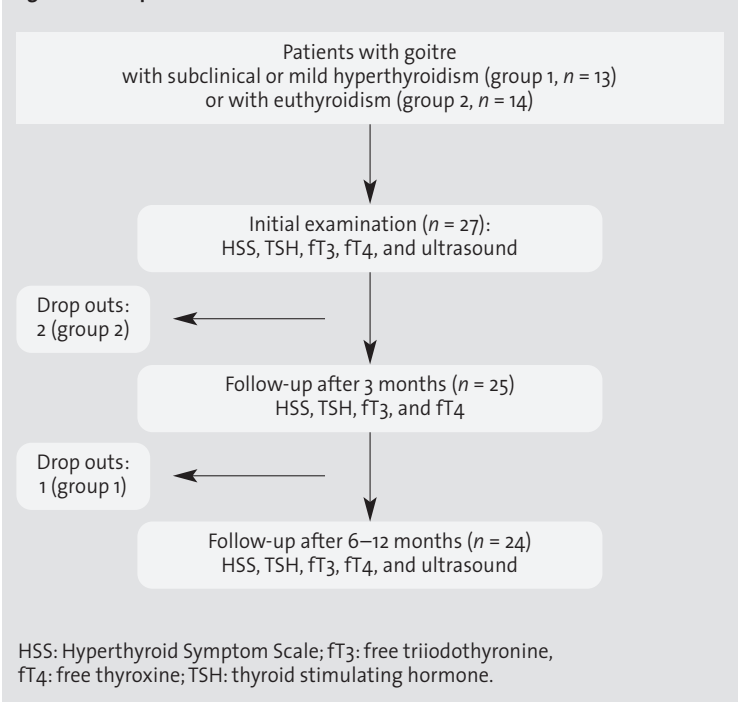 Patients with goitre
with subclinical or mild hyperthyroidism (group 1, n = 13)
or with euthyroidism (group 2, n = 14)
Initial examination (n = 27):
HSS, TSH, fT3, fT4, and ultrasound
Drop outs:
2 (group 2)
Follow-up after 3 months (n = 25)
HSS, TSH, fT3, and fT4
Drop outs:
1 (group 1)
Follow-up after 6–12 months (n = 24)
HSS, TSH, fT3, fT4, and ultrasound
HSS: Hyperthyroid Symptom Scale; fT3: free triiodothyronine,
fT4: free thyroxine; TSH: thyroid stimulating hormone.